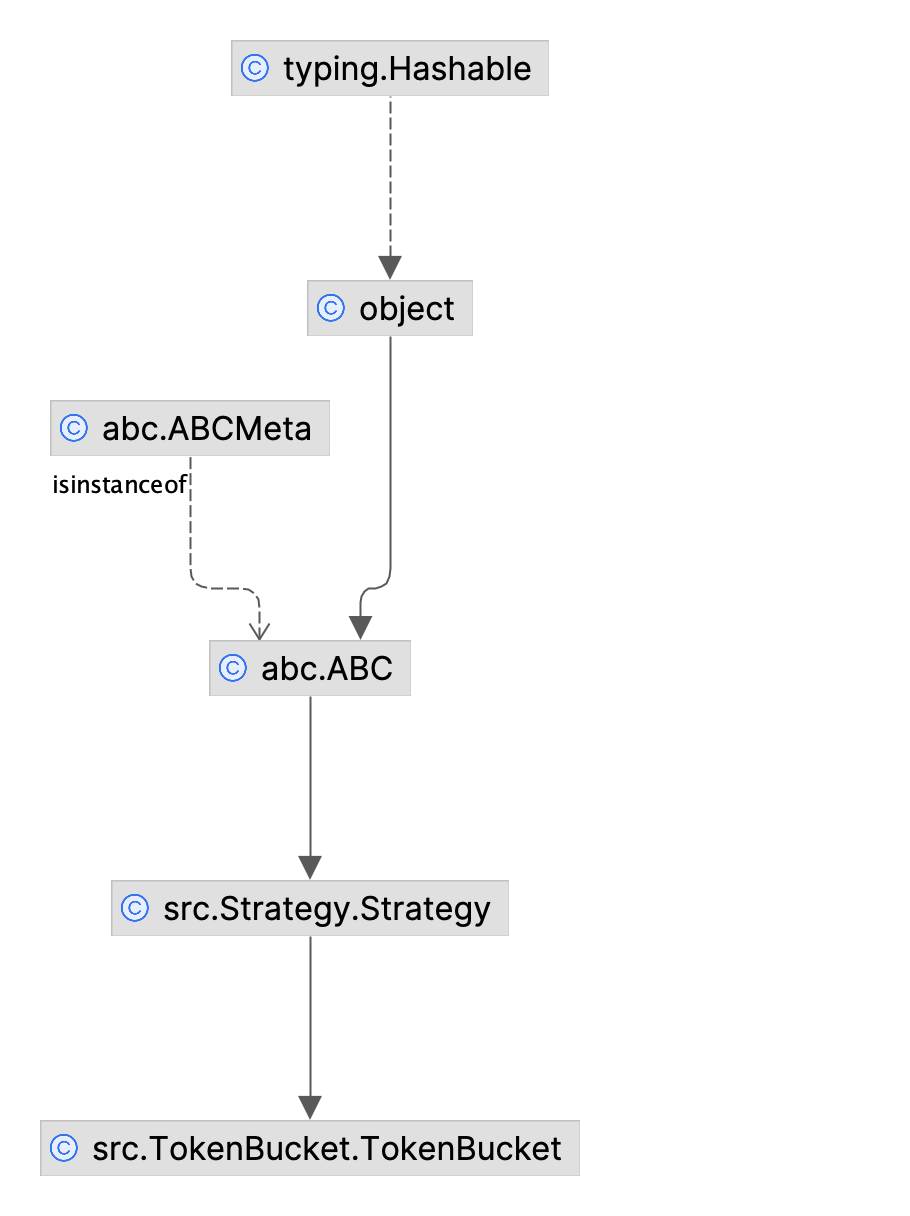 © typing.Hashable
© object
© abc.ABCMeta
isinstanceof
© abc.ABC
© src.Strategy.Strategy
© src.TokenBucket.TokenBucket